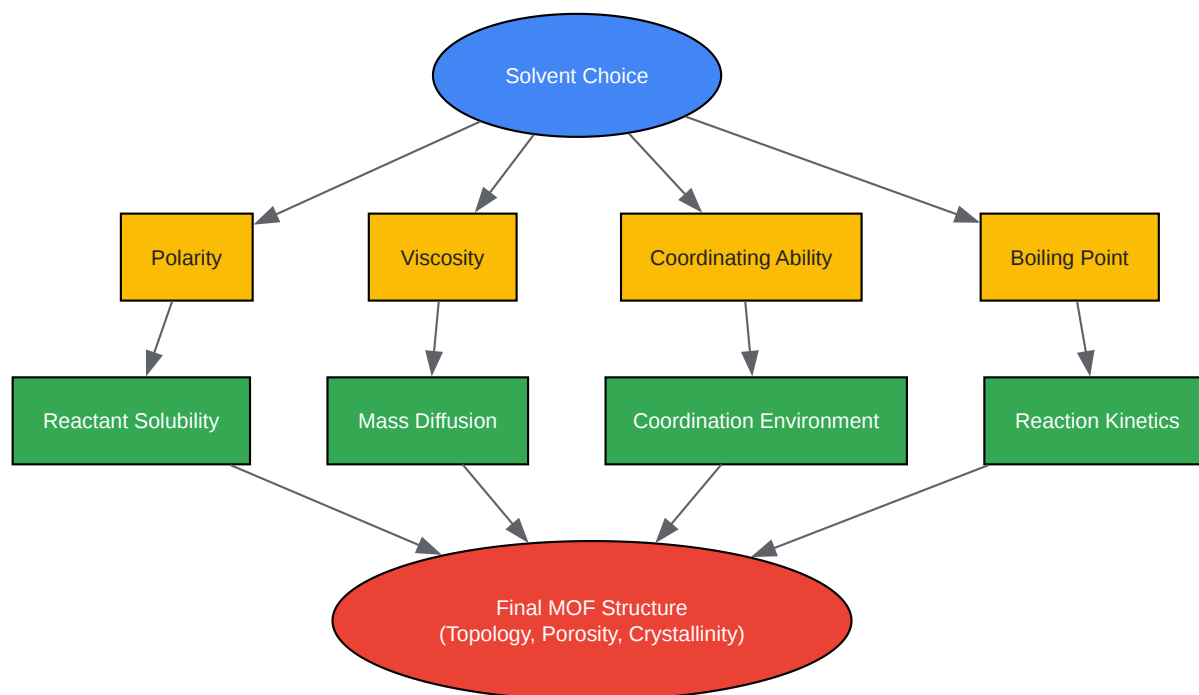 Solvent Choice
Polarity
Viscosity
Coordinating Ability
Boiling Point
Reactant Solubility
Mass Diffusion
Coordination Environment
Reaction Kinetics
Final MOF Structure
(Topology, Porosity, Crystallinity)